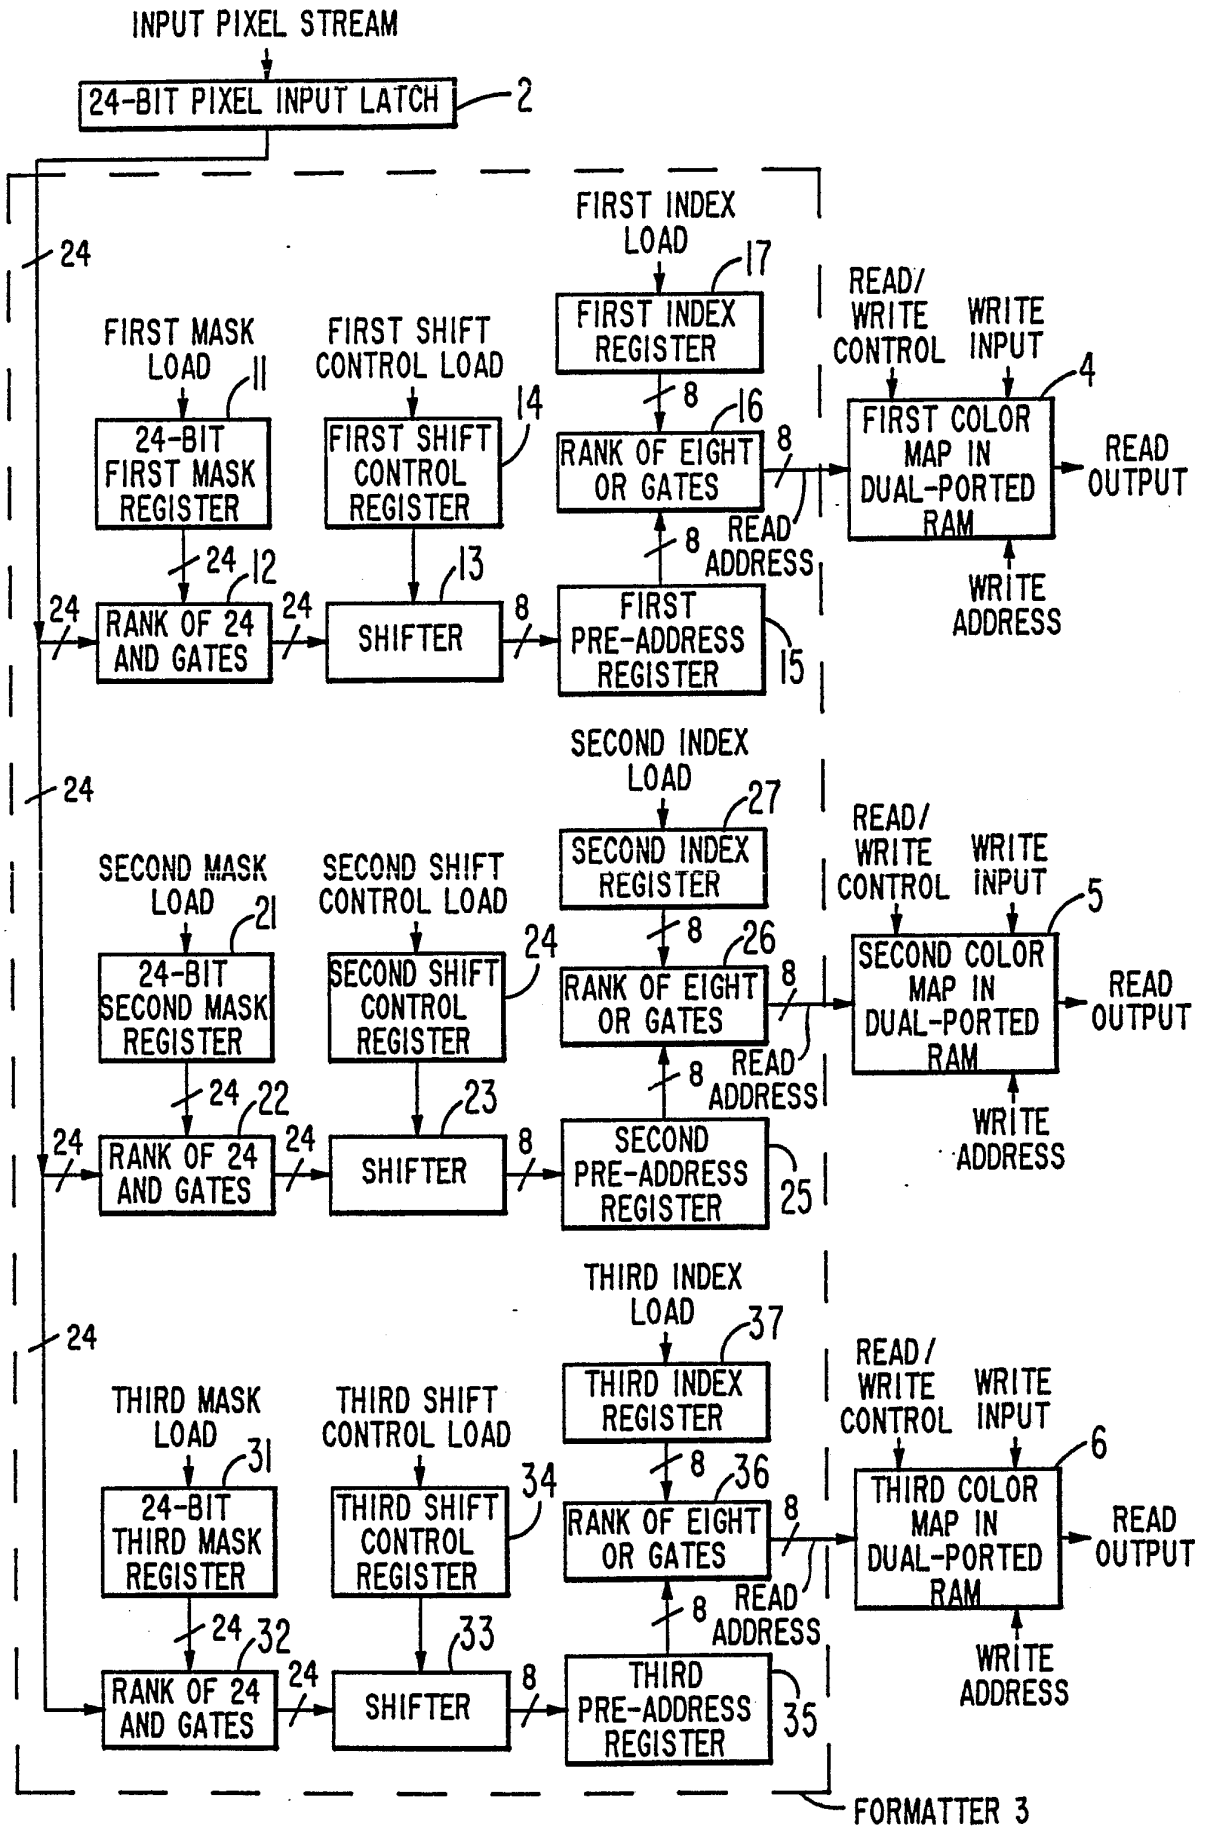 INPUT PIXEL STREAM
24-BIT PIXEL INPUT LATCH
2
24
FIRST INDEX
LOAD
17
FIRST INDEX
REGISTER
8
READ/
WRITE
CONTROL
WRITE
INPUT
4
FIRST MASK
LOAD
11
FIRST SHIFT
CONTROL LOAD
14
16
24-BIT
FIRST MASK
REGISTER
FIRST SHIFT
CONTROL
REGISTER
RANK OF EIGHT
OR GATES
8
FIRST COLOR
MAP IN
DUAL-PORTED
RAM
READ
OUTPUT
READ
ADDRESS
8
WRITE
ADDRESS
24
12
13
24
RANK OF 24
AND GATES
24
SHIFTER
8
FIRST
PRE-ADDRESS
REGISTER
15
24
SECOND INDEX
LOAD
27
SECOND INDEX
REGISTER
8
READ/
WRITE
CONTROL
WRITE
INPUT
5
SECOND MASK
LOAD
21
SECOND SHIFT
CONTROL LOAD
24
26
24-BIT
SECOND MASK
REGISTER
SECOND SHIFT
CONTROL
REGISTER
RANK OF EIGHT
OR GATES
8
SECOND COLOR
MAP IN
DUAL-PORTED
RAM
READ
OUTPUT
READ
ADDRESS
8
WRITE
ADDRESS
24
22
23
24
RANK OF 24
AND GATES
24
SHIFTER
8
SECOND
PRE-ADDRESS
REGISTER
25
24
THIRD INDEX
LOAD
37
THIRD INDEX
REGISTER
8
READ/
WRITE
CONTROL
WRITE
INPUT
6
THIRD MASK
LOAD
31
THIRD SHIFT
CONTROL LOAD
34
36
24-BIT
THIRD MASK
REGISTER
THIRD SHIFT
CONTROL
REGISTER
RANK OF EIGHT
OR GATES
8
THIRD COLOR
MAP IN
DUAL-PORTED
RAM
READ
OUTPUT
READ
ADDRESS
8
WRITE
ADDRESS
24
32
33
RANK OF 24
AND GATES
24
SHIFTER
8
THIRD
PRE-ADDRESS
REGISTER
35
FORMATTER 3